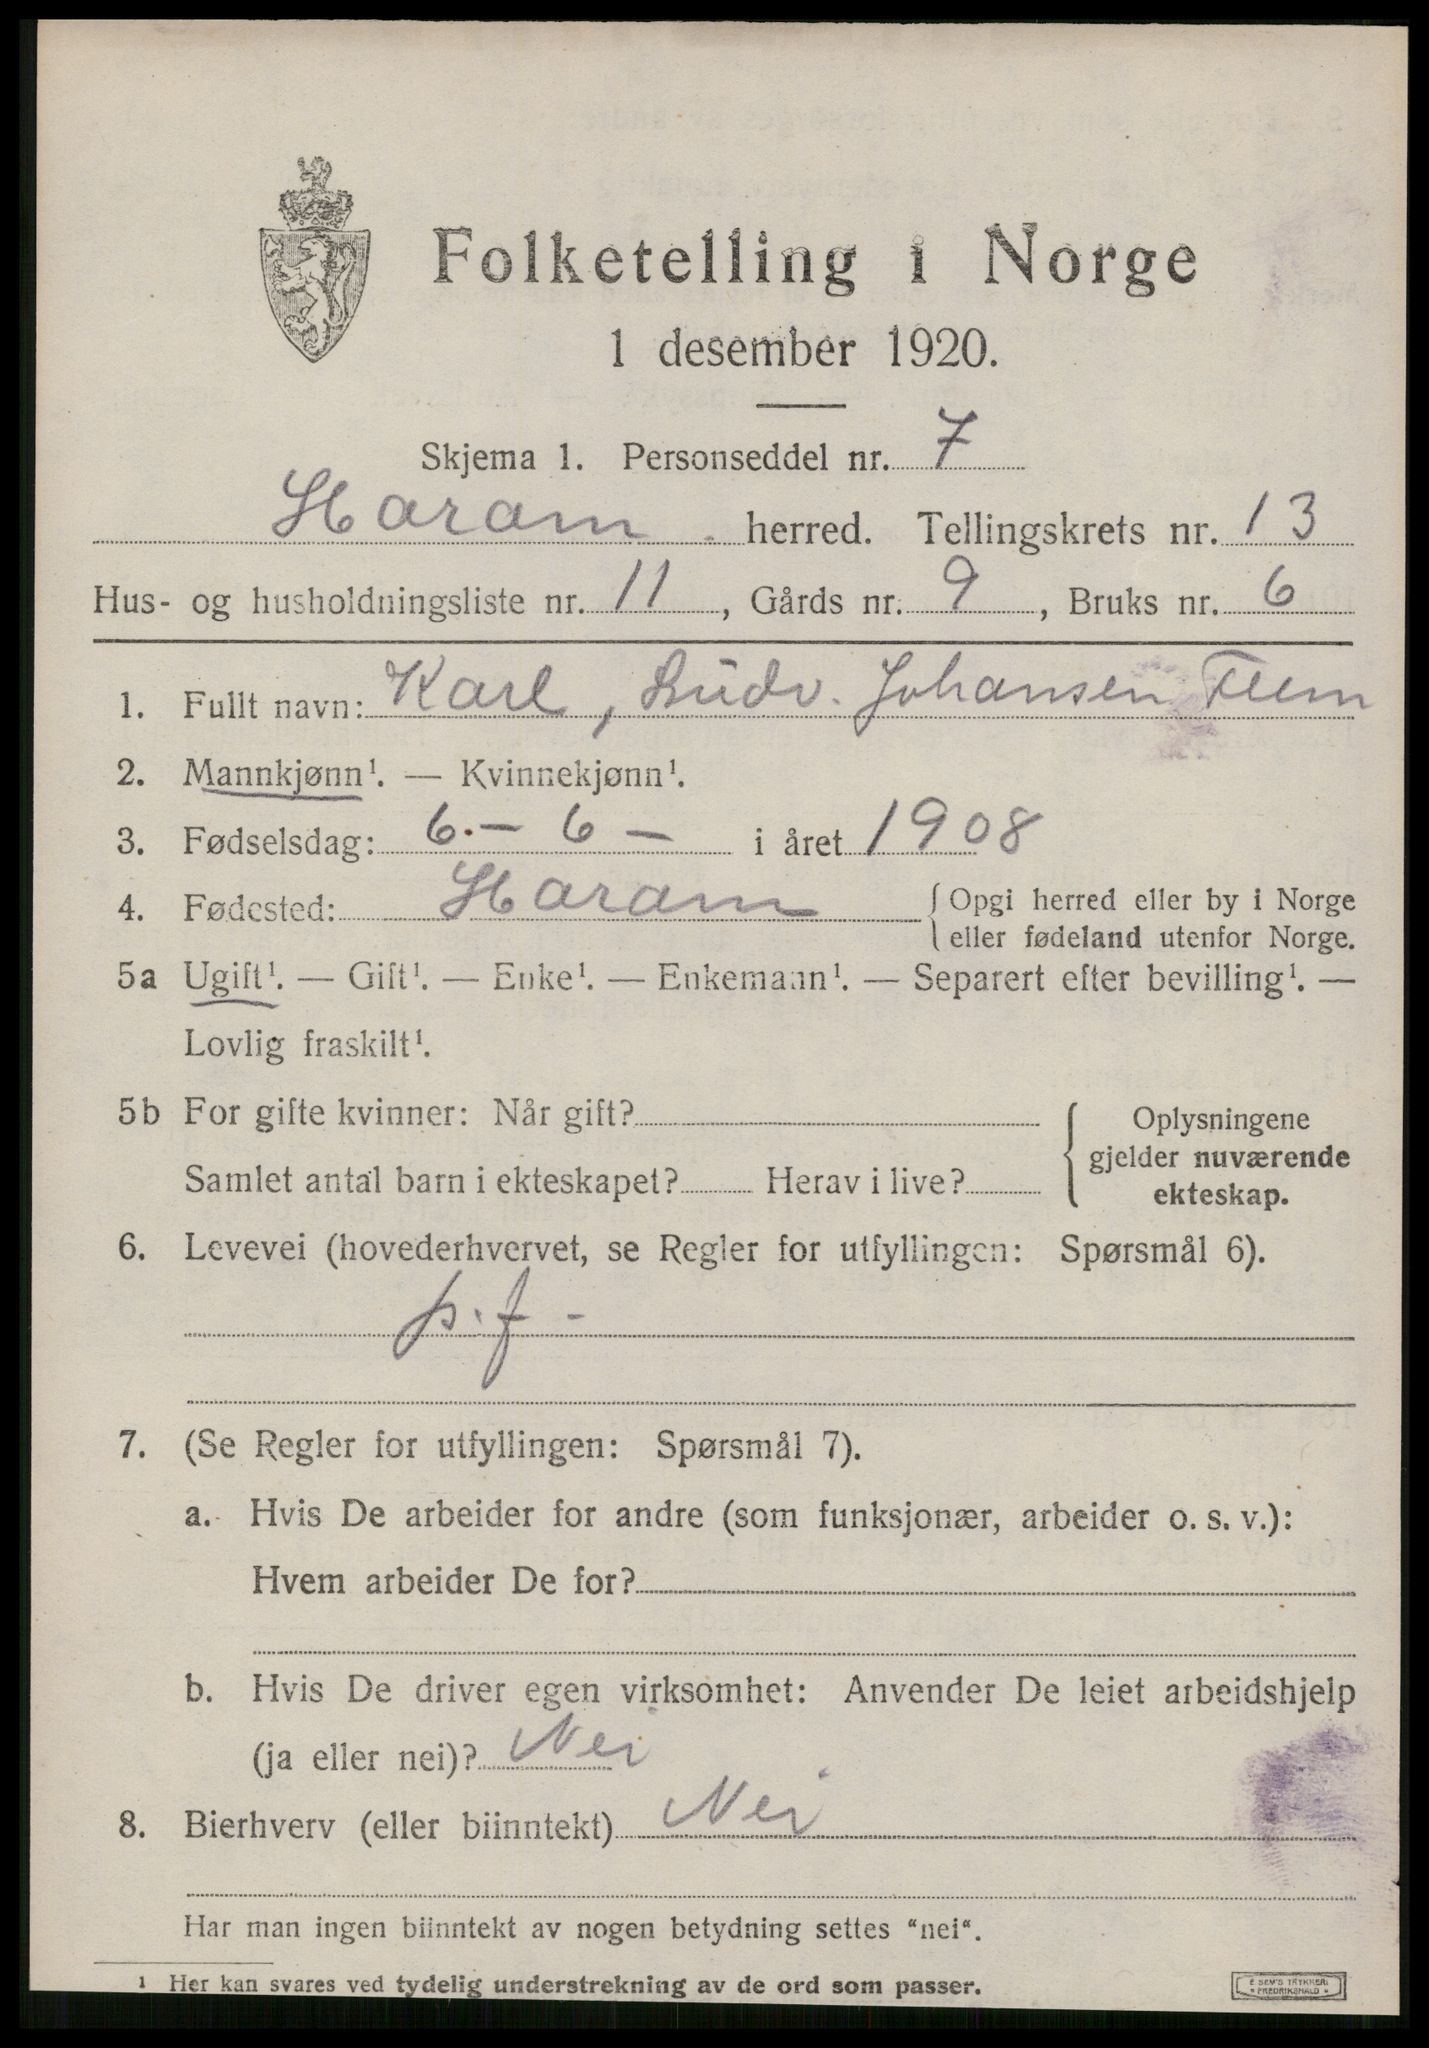 Folketelling i Norge
1 desember 1920.
Skjema 1. Personseddel nr. 7
Haram herred. Tellingskrets nr. 13
Hus- og husholdningsliste nr. 11, Gårds nr. 9, Bruks nr. 6
1. Fullt navn: Karl, Ludv. Johansen Flem
2. Mannkjønn¹. — Kvinnekjønn¹.
3. Fødselsdag: 6.- 6 - i året 1908
4. Fødested: Haram { Opgi herred eller by i Norge
eller fødeland utenfor Norge.
5a Ugift¹. — Gift¹. — Enke¹. — Enkemann¹. — Separert efter bevilling¹. —
Lovlig fraskilt¹.
5b For gifte kvinner: Når gift?
Samlet antal barn i ekteskapet? Herav i live?
Oplysningene
gjelder nuværende
ekteskap.
6. Levevei (hovederhvervet, se Regler for utfyllingen: Spørsmål 6).
p.f -
7. (Se Regler for utfyllingen: Spørsmål 7).
a. Hvis De arbeider for andre (som funksjonær, arbeider o. s. v.):
Hvem arbeider De for?
b. Hvis De driver egen virksomhet: Anvender De leiet arbeidshjelp
(ja eller nei)? Nei
8. Bierhverv (eller biinntekt) Nei
Har man ingen biinntekt av nogen betydning settes "nei".
¹ Her kan svares ved tydelig understrekning av de ord som passer.
E SEM'S TRYKKERI
FREDRIKSHALD